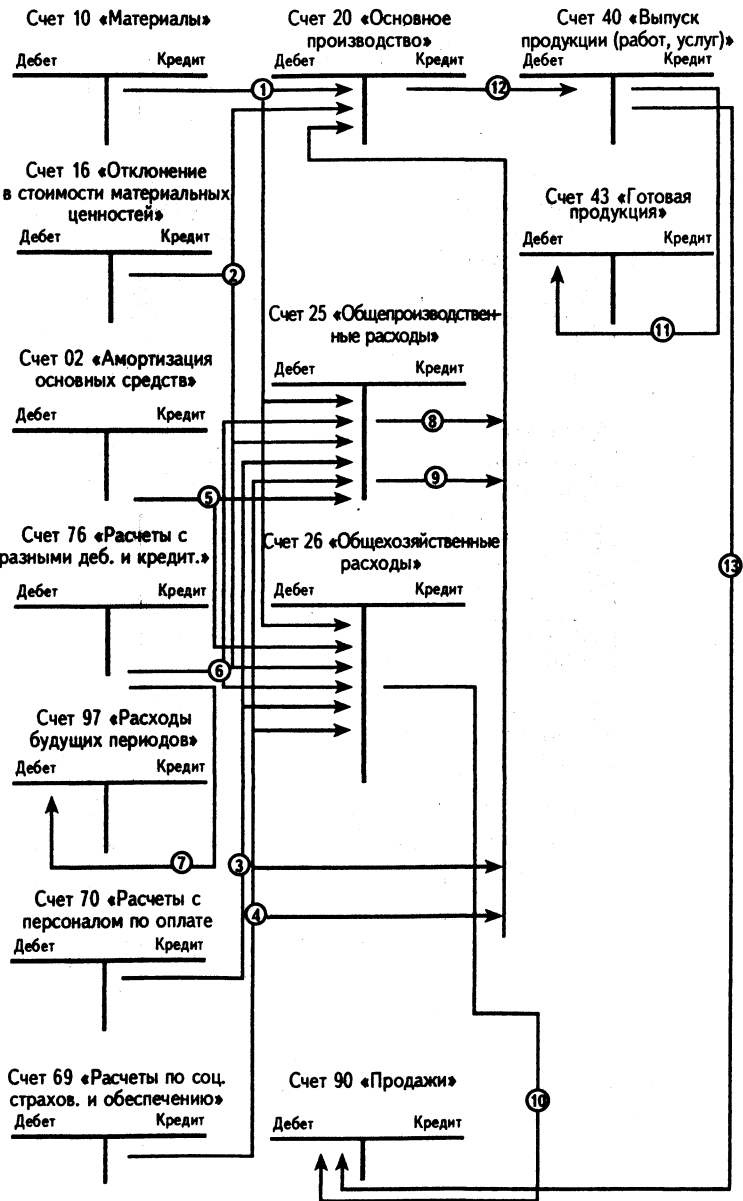 Счет 10 «Материалы»
Дебет Кредит
Счет 20 «Основное
производство»
Дебет Кредит
Счет 40 «Выпуск
продукции (работ, услуг)»
Дебет Кредит
1
12
Счет 16 «Отклонение
в стоимости материальных
ценностей»
Дебет Кредит
2
Счет 43 «Готовая
продукция»
Дебет Кредит
11
Счет 25 «Общепроизводствен-
ные расходы»
Дебет Кредит
8
9
Счет 02 «Амортизация
основных средств»
Дебет Кредит
5
Счет 76 «Расчеты с
разными деб. и кредит.»
Дебет Кредит
6
Счет 26 «Общехозяйственные
расходы»
Дебет Кредит
13
Счет 97 «Расходы
будущих периодов»
Дебет Кредит
7
3
Счет 70 «Расчеты с
персоналом по оплате
Дебет Кредит
4
Счет 69 «Расчеты по соц.
страхов. и обеспечению»
Дебет Кредит
Счет 90 «Продажи»
Дебет Кредит
10